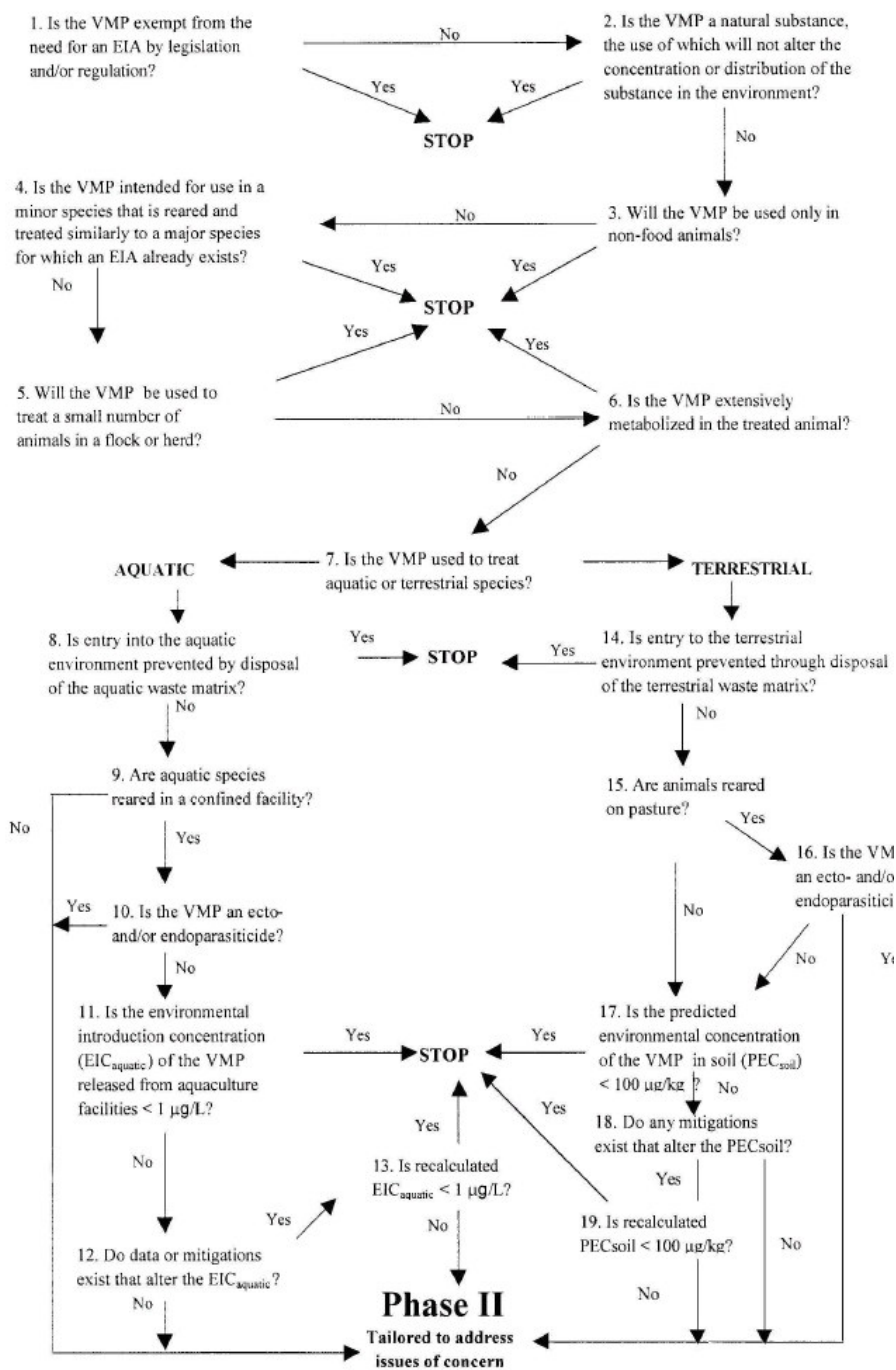 1. Is the VMP exempt from the
need for an EIA by legislation
and/or regulation?
No
Yes
2. Is the VMP a natural substance,
the use of which will not alter the
concentration or distribution of the
substance in the environment?
Yes
STOP
No
3. Will the VMP be used only in
non-food animals?
No
Yes
4. Is the VMP intended for use in a
minor species that is reared and
treated similarly to a major species
for which an EIA already exists?
No
Yes
STOP
Yes
Yes
5. Will the VMP be used to
treat a small number of
animals in a flock or herd?
No
6. Is the VMP extensively
metabolized in the treated animal?
No
7. Is the VMP used to treat
aquatic or terrestrial species?
AQUATIC
TERRESTRIAL
8. Is entry into the aquatic
environment prevented by disposal
of the aquatic waste matrix?
Yes
STOP
Yes
14. Is entry to the terrestrial
environment prevented through disposal
of the terrestrial waste matrix?
No
No
9. Are aquatic species
reared in a confined facility?
No
Yes
15. Are animals reared
on pasture?
Yes
No
16. Is the VM
an ecto- and/o
endoparasitici
No
Ye
10. Is the VMP an ecto-
and/or endoparasiticide?
Yes
No
11. Is the environmental
introduction concentration
(EICaquatic) of the VMP
released from aquaculture
facilities < 1 µg/L?
Yes
STOP
Yes
17. Is the predicted
environmental concentration
of the VMP in soil (PECsoil)
< 100 µg/kg ?
No
18. Do any mitigations
exist that alter the PECsoil?
Yes
No
No
12. Do data or mitigations
exist that alter the EICaquatic?
Yes
No
13. Is recalculated
EICaquatic < 1 µg/L?
Yes
No
19. Is recalculated
PECsoil < 100 µg/kg?
Yes
No
Phase II
Tailored to address
issues of concern